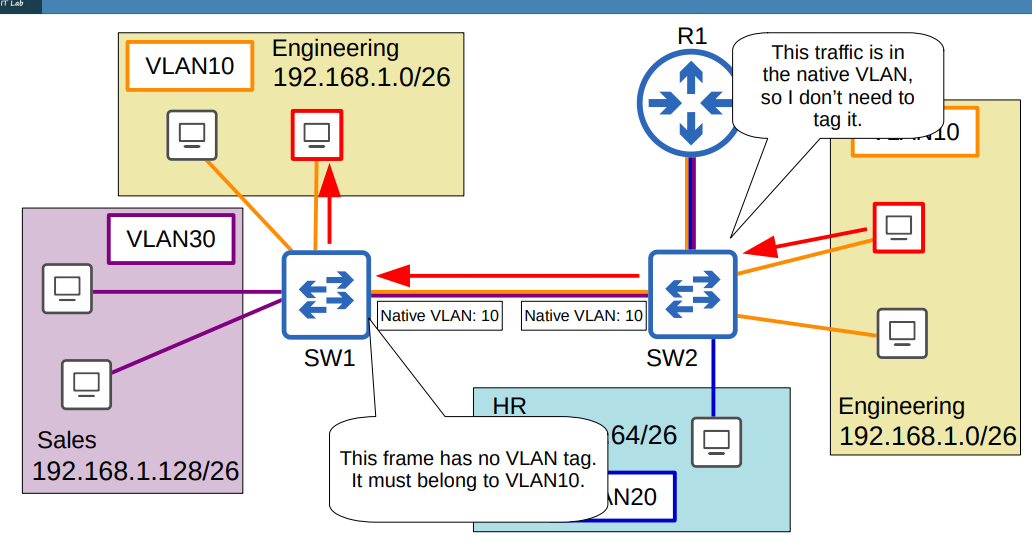 IT Lab
Engineering
VLAN10
192.168.1.0/26
R1
This traffic is in
the native VLAN,
so I don't need to
tag it.
VLAN30
Native VLAN: 10
Native VLAN: 10
SW1
SW2
Sales
192.168.1.128/26
HR
64/26
This frame has no VLAN tag.
It must belong to VLAN10.
AN20
Engineering
192.168.1.0/26